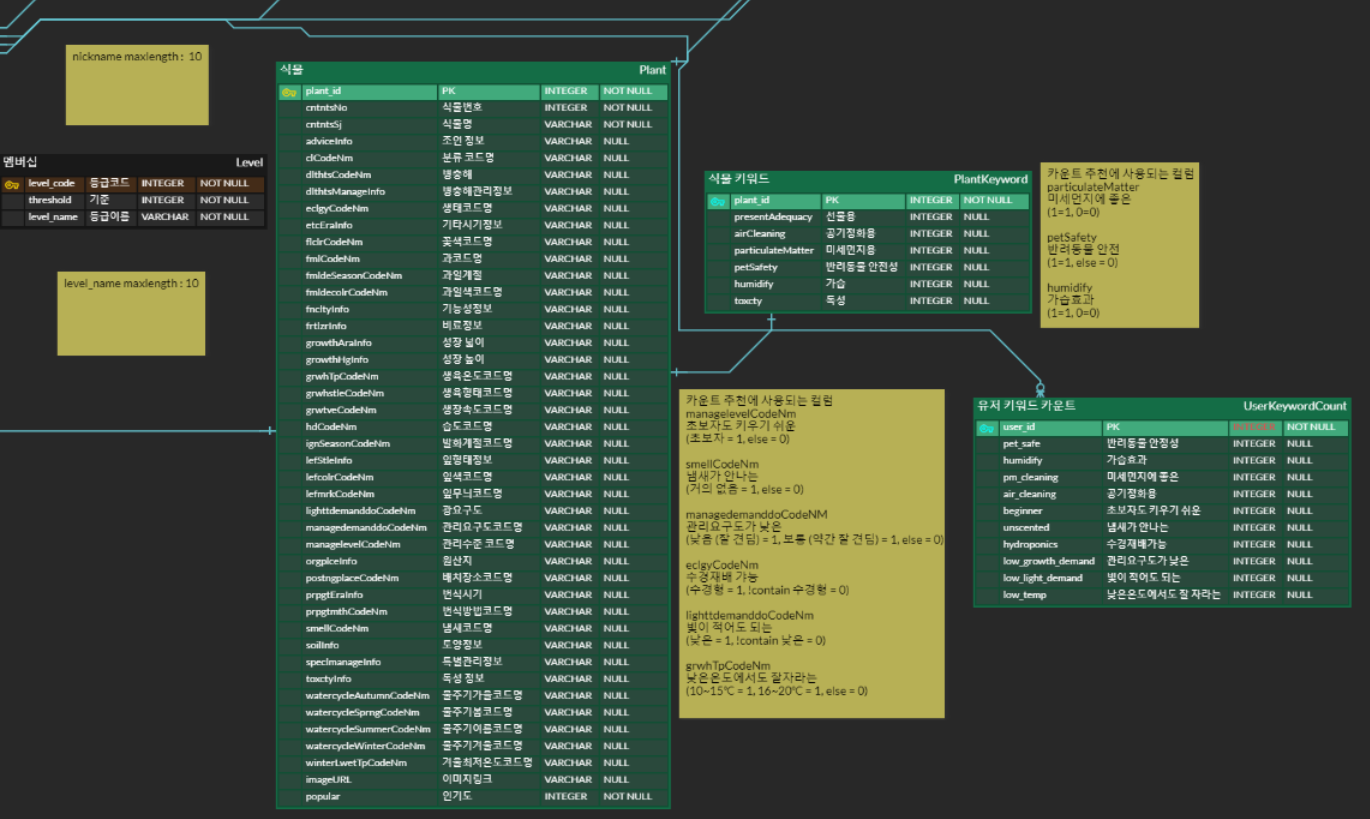 nickname maxlength : 10
멤버십 Level
level_code 등급코드 INTEGER NOT NULL
threshold 기준 INTEGER NOT NULL
level_name 등급이름 VARCHAR NOT NULL
level_name maxlength : 10
식물 Plant
plant_id PK INTEGER NOT NULL
cntntsNo 식물번호 INTEGER NOT NULL
cntntsSj 식물명 VARCHAR NOT NULL
adviceInfo 조언 정보 VARCHAR NULL
clCodeNm 분류 코드명 VARCHAR NULL
dlthtsCodeNm 병충해 VARCHAR NULL
dlthtsManageInfo 병충해관리정보 VARCHAR NULL
eclgyCodeNm 생태코드명 VARCHAR NULL
etcEraInfo 기타시기정보 VARCHAR NULL
flclrCodeNm 꽃색코드명 VARCHAR NULL
fmlCodeNm 과코드명 VARCHAR NULL
fmldeSeasonCodeNm 과일계절 VARCHAR NULL
fmldecolrCodeNm 과일색코드명 VARCHAR NULL
fncltyInfo 기능성정보 VARCHAR NULL
frtlzrInfo 비료정보 VARCHAR NULL
growthAraInfo 성장 넓이 VARCHAR NULL
growthHgInfo 성장 높이 VARCHAR NULL
grwhTpCodeNm 생육온도코드명 VARCHAR NULL
grwhstleCodeNm 생육형태코드명 VARCHAR NULL
grwtveCodeNm 생장속도코드명 VARCHAR NULL
hdCodeNm 습도코드명 VARCHAR NULL
ignSeasonCodeNm 발화계절코드명 VARCHAR NULL
lefStleInfo 잎형태정보 VARCHAR NULL
lefcolrCodeNm 잎색코드명 VARCHAR NULL
lefmrkCodeNm 잎무늬코드명 VARCHAR NULL
lighttdemanddoCodeNm 광요구도 VARCHAR NULL
managedemanddoCodeNm 관리요구도코드명 VARCHAR NULL
managelevelCodeNm 관리수준 코드명 VARCHAR NULL
orgplceInfo 원산지 VARCHAR NULL
postngplaceCodeNm 배치장소코드명 VARCHAR NULL
prpgtEraInfo 번식시기 VARCHAR NULL
prpgtmthCodeNm 번식방법코드명 VARCHAR NULL
smellCodeNm 냄새코드명 VARCHAR NULL
soilInfo 토양정보 VARCHAR NULL
speclmanageInfo 특별관리정보 VARCHAR NULL
toxctyInfo 독성 정보 VARCHAR NULL
watercycleAutumnCodeNm 물주기가을코드명 VARCHAR NULL
watercycleSprngCodeNm 물주기봄코드명 VARCHAR NULL
watercycleSummerCodeNm 물주기여름코드명 VARCHAR NULL
watercycleWinterCodeNm 물주기겨울코드명 VARCHAR NULL
winterLwetTpCodeNm 겨울최저온도코드명 VARCHAR NULL
imageURL 이미지링크 VARCHAR NULL
popular 인기도 INTEGER NOT NULL
식물 키워드 PlantKeyword
plant_id PK INTEGER NOT NULL
presentAdequacy 선물용 INTEGER NULL
airCleaning 공기정화용 INTEGER NULL
particulateMatter 미세먼지용 INTEGER NULL
petSafety 반려동물 안전성 INTEGER NULL
humidify 가습 INTEGER NULL
toxcty 독성 INTEGER NULL
카운트 추천에 사용되는 컬럼
particulateMatter
미세먼지에 좋은
(1=1, 0=0)
petSafety
반려동물 안전
(1=1, else = 0)
humidify
가습효과
(1=1, 0=0)
카운트 추천에 사용되는 컬럼
managelevelCodeNm
초보자도 키우기 쉬운
(초보자 = 1, else = 0)
smellCodeNm
냄새가 안나는
(거의 없음 = 1, else = 0)
managedemanddoCodeNM
관리요구도가 낮은
(낮음 (잘 견딤) = 1, 보통 (약간 잘 견딤) = 1, else = 0)
eclgyCodeNm
수경재배 가능
(수경형 = 1, !contain 수경형 = 0)
lighttdemanddoCodeNm
빛이 적어도 되는
(낮은 = 1, !contain 낮은 = 0)
grwhTpCodeNm
낮은온도에서도 잘자라는
(10~15℃ = 1, 16~20℃ = 1, else = 0)
유저 키워드 카운트 UserKeywordCount
user_id PK INTEGER NOT NULL
pet_safe 반려동물 안정성 INTEGER NULL
humidify 가습효과 INTEGER NULL
pm_cleaning 미세먼지에 좋은 INTEGER NULL
air_cleaning 공기정화용 INTEGER NULL
beginner 초보자도 키우기 쉬운 INTEGER NULL
unscented 냄새가 안나는 INTEGER NULL
hydroponics 수경재배가능 INTEGER NULL
low_growth_demand 관리요구도가 낮은 INTEGER NULL
low_light_demand 빛이 적어도 되는 INTEGER NULL
low_temp 낮은온도에서도 잘 자라는 INTEGER NULL